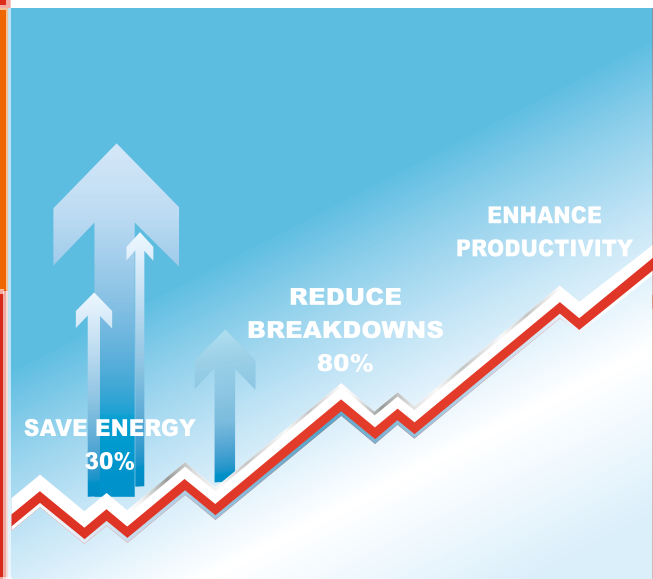 ENHANCE
PRODUCTIVITY
REDUCE
BREAKDOWNS
80%
SAVE ENERGY
30%